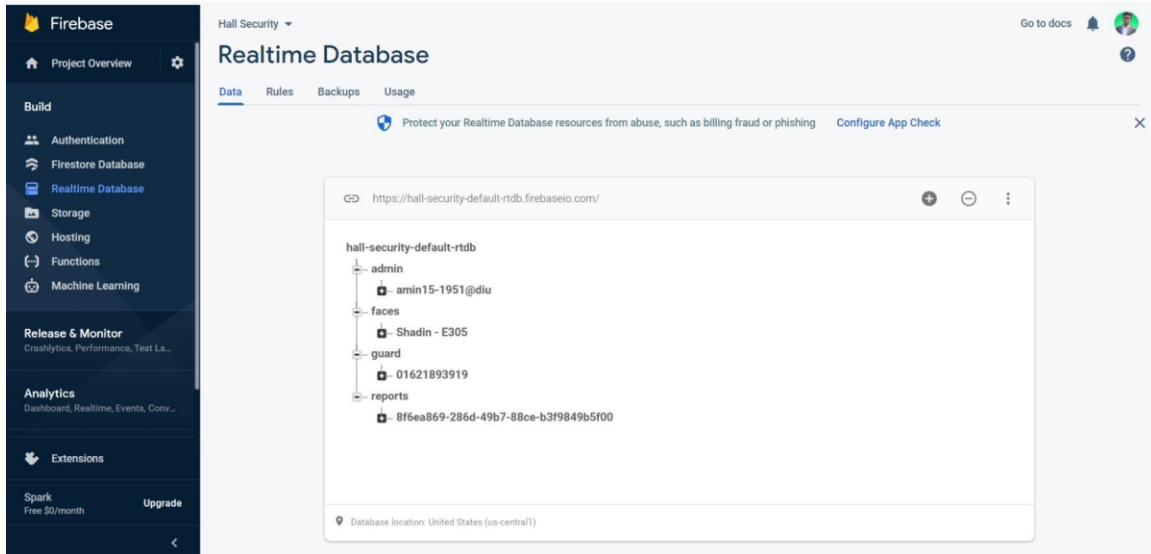 Firebase
Project Overview
Build
Authentication
Firestore Database
Realtime Database
Storage
Hosting
Functions
Machine Learning
Release & Monitor
Crashlytics, Performance, Test La...
Analytics
Dashboard, Realtime, Events, Conv...
Extensions
Spark
Free $0/month
Upgrade
Hall Security
Go to docs
Realtime Database
Data Rules Backups Usage
Protect your Realtime Database resources from abuse, such as billing fraud or phishing Configure App Check
https://hall-security-default-rtdb.firebaseio.com/
hall-security-default-rtdb
admin
amin15-1951@diu
faces
Shadin - E305
guard
01621893919
reports
8f6ea869-286d-49b7-88ce-b3f9849b5f00
Database location: United States (us-central1)